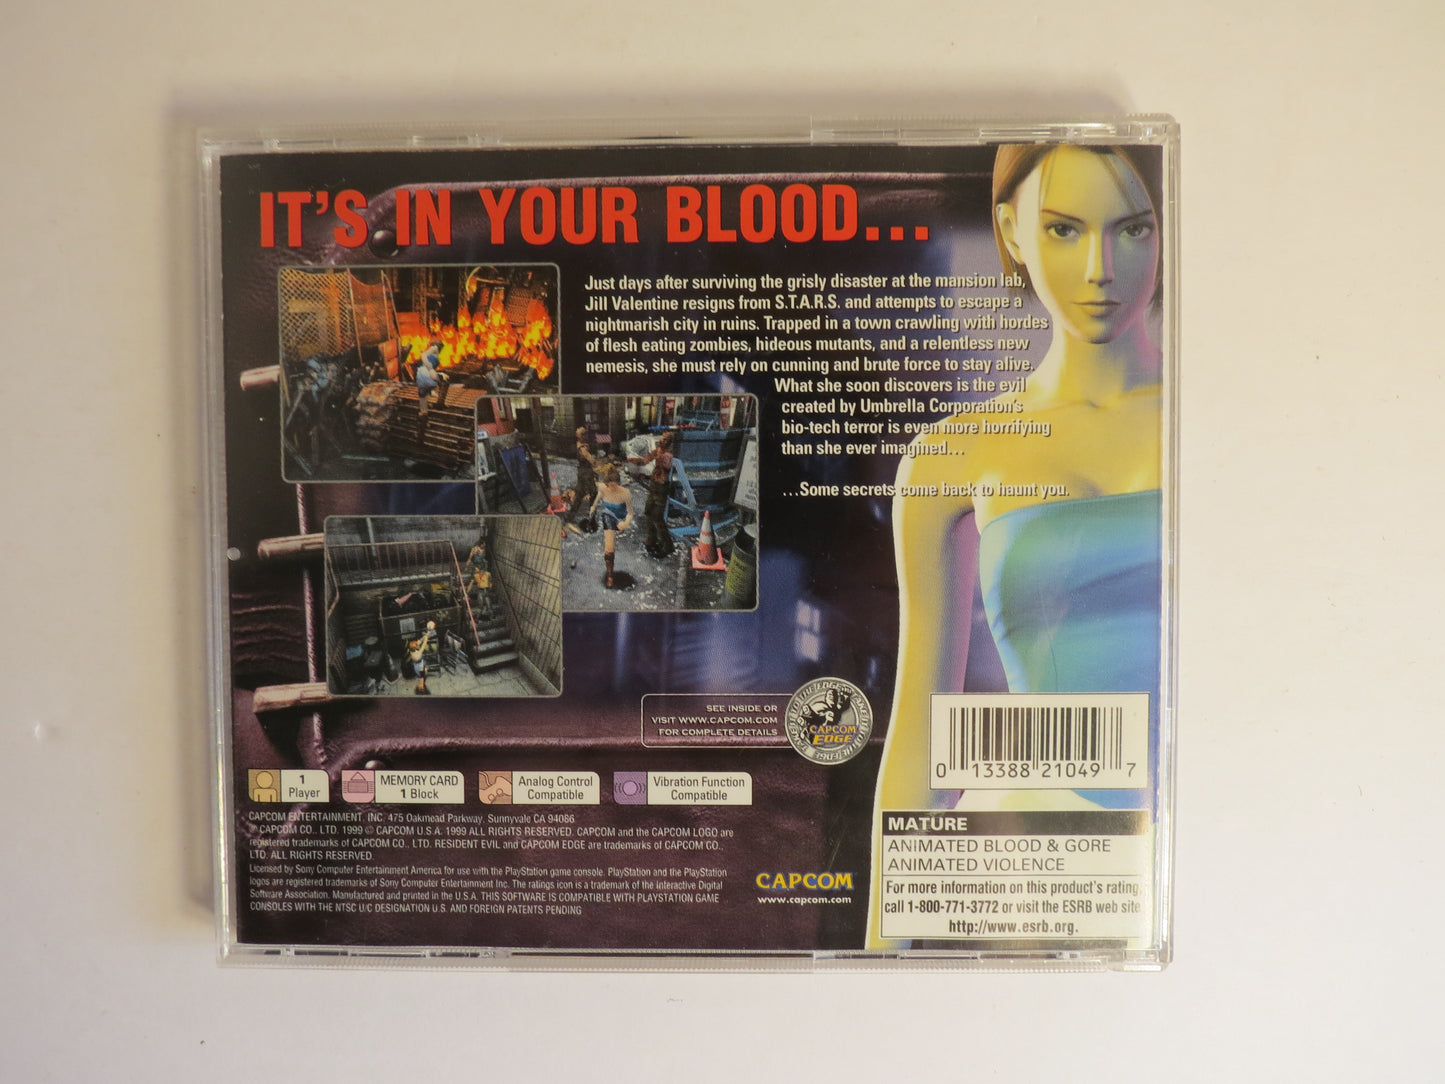 IT'S IN YOUR BLOOD...
Just days after surviving the grisly disaster at the mansion lab,
Jill Valentine resigns from S.T.A.R.S. and attempts to escape a
nightmarish city in ruins. Trapped in a town crawling with hordes
of flesh eating zombies, hideous mutants, and a relentless new
nemesis, she must rely on cunning and brute force to stay alive.
What she soon discovers is the evil
created by Umbrella Corporation's
bio-tech terror is even more horrifying
than she ever imagined...
...Some secrets come back to haunt you.
SEE INSIDE OR
VISIT WWW.CAPCOM.COM
FOR COMPLETE DETAILS
CAPCOM
EDGE
1
Player
MEMORY CARD
1 Block
Analog Control
Compatible
Vibration Function
Compatible
CAPCOM ENTERTAINMENT, INC. 475 Oakmead Parkway, Sunnyvale CA 94086
© CAPCOM CO., LTD. 1999 © CAPCOM U.S.A. 1999 ALL RIGHTS RESERVED. CAPCOM and the CAPCOM LOGO are
registered trademarks of CAPCOM CO., LTD. RESIDENT EVIL and CAPCOM EDGE are trademarks of CAPCOM CO.,
LTD. ALL RIGHTS RESERVED.
Licensed by Sony Computer Entertainment America for use with the PlayStation game console. PlayStation and the PlayStation
logos are registered trademarks of Sony Computer Entertainment Inc. The ratings icon is a trademark of the Interactive Digital
Software Association. Manufactured and printed in the U.S.A. THIS SOFTWARE IS COMPATIBLE WITH PLAYSTATION GAME
CONSOLES WITH THE NTSC U/C DESIGNATION U.S. AND FOREIGN PATENTS PENDING
CAPCOM
www.capcom.com
0 13388 21049 7
MATURE
ANIMATED BLOOD & GORE
ANIMATED VIOLENCE
For more information on this product's rating,
call 1-800-771-3772 or visit the ESRB web site
http://www.esrb.org.